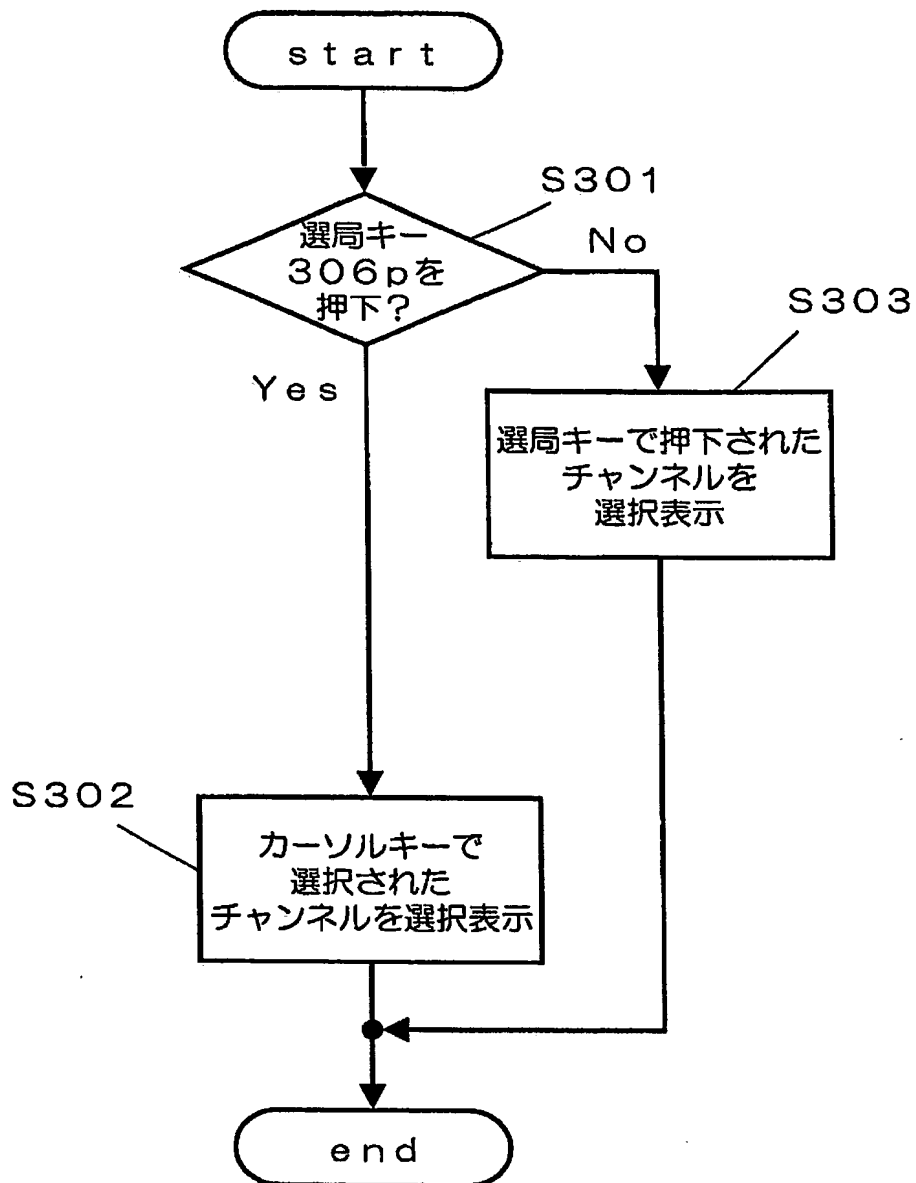 start
S301
選局キー
306pを
押下?
No
S303
Yes
選局キーで押下された
チャンネルを
選択表示
S302
カーソルキーで
選択された
チャンネルを選択表示
end